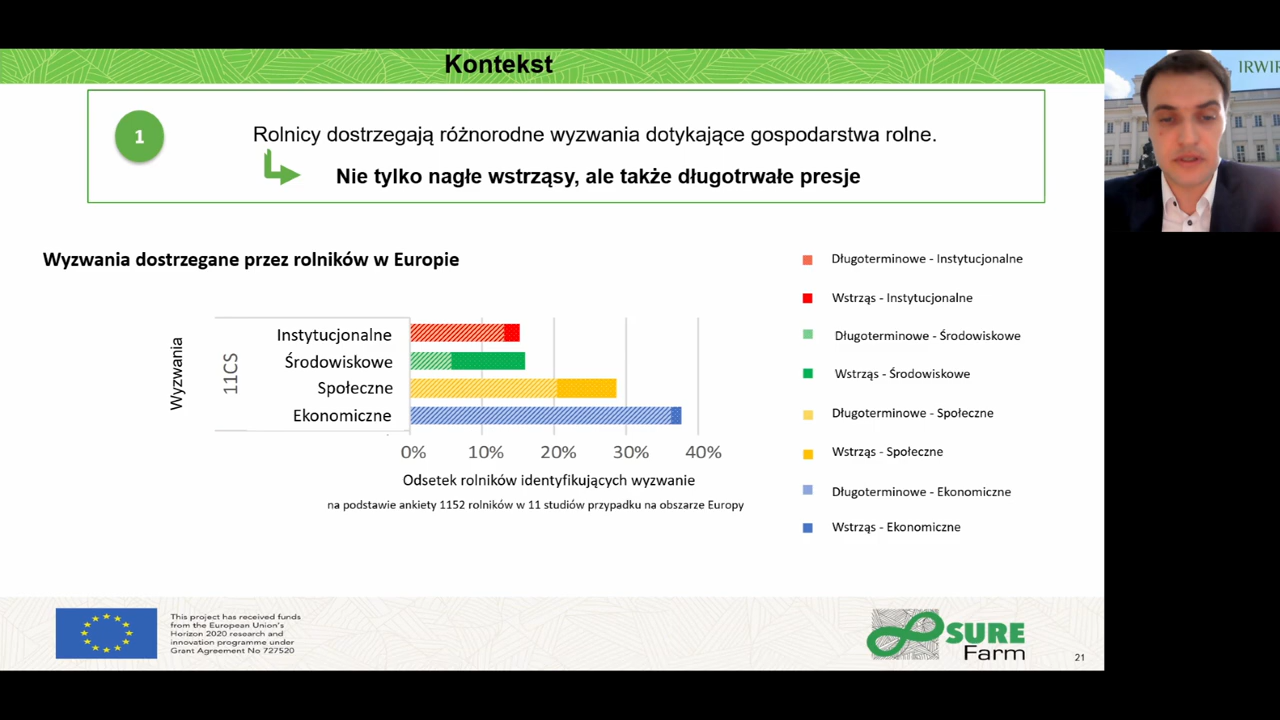 Kontekst
IRWIR
1
Rolnicy dostrzegają różnorodne wyzwania dotykające gospodarstwa rolne.
Nie tylko nagłe wstrząsy, ale także długotrwałe presje
Wyzwania dostrzegane przez rolników w Europie
Wyzwania
11CS
Instytucjonalne
Środowiskowe
Społeczne
Ekonomiczne
0% 10% 20% 30% 40%
Odsetek rolników identyfikujących wyzwanie
na podstawie ankiety 1152 rolników w 11 studiów przypadku na obszarze Europy
Długoterminowe - Instytucjonalne
Wstrząs - Instytucjonalne
Długoterminowe - Środowiskowe
Wstrząs - Środowiskowe
Długoterminowe - Społeczne
Wstrząs - Społeczne
Długoterminowe - Ekonomiczne
Wstrząs - Ekonomiczne
This project has received funds
from the European Union's
Horizon 2020 research and
innovation programme under
Grant Agreement No 727520
SURE
Farm
21